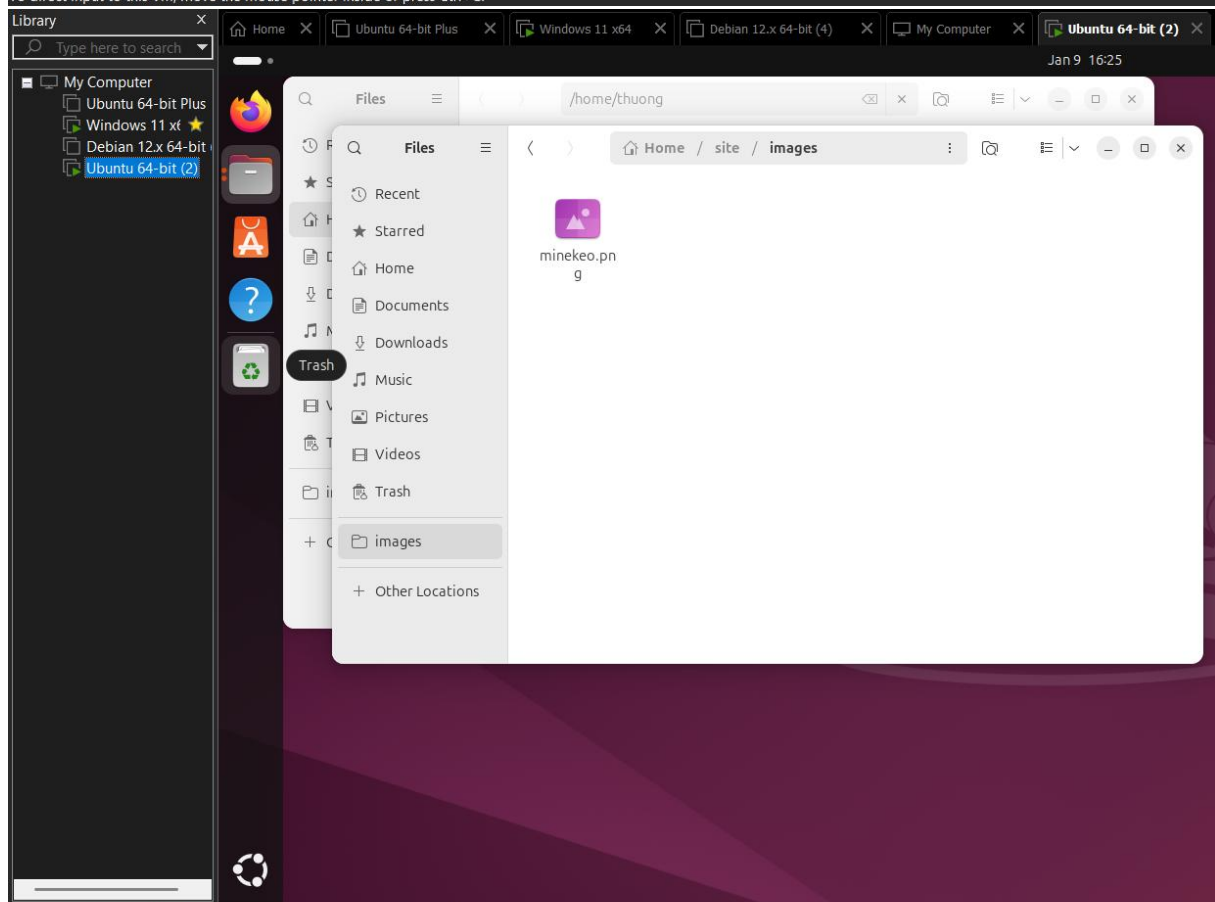 Library X
Type here to search
My Computer
Ubuntu 64-bit Plus
Windows 11 x6
Debian 12.x 64-bit
Ubuntu 64-bit (2)
Home
Ubuntu 64-bit Plus
Windows 11 x64
Debian 12.x 64-bit (4)
My Computer
Ubuntu 64-bit (2)
Jan 9 16:25
Files
/home/thuong
Files
Home / site / images
Recent
Starred
Home
Documents
Downloads
Music
Pictures
Videos
Trash
images
+ Other Locations
minekeo.pn
g
Trash